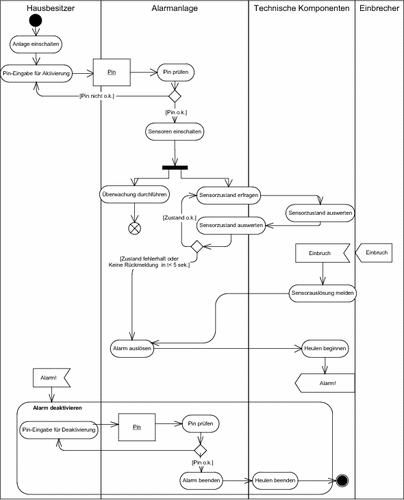 Hausbesitzer
Alarmanlage
Technische Komponenten
Einbrecher
Anlage einschalten
Pin-Eingabe für Aktivierung
Pin
Pin prüfen
[Pin nicht o.k.]
[Pin o.k.]
Sensoren einschalten
Überwachung durchführen
Sensorzustand erfragen
Sensorzustand auswerten
[Zustand o.k.]
Sensorzustand auswerten
[Zustand fehlerhaft oder
Keine Rückmeldung in t< 5 sek.]
Einbruch
Einbruch
Sensorauslösung melden
Alarm auslösen
Heulen beginnen
Alarm!
Alarm!
Alarm deaktivieren
Pin-Eingabe für Deaktivierung
Pin
Pin prüfen
[Pin o.k.]
Alarm beenden
Heulen beenden